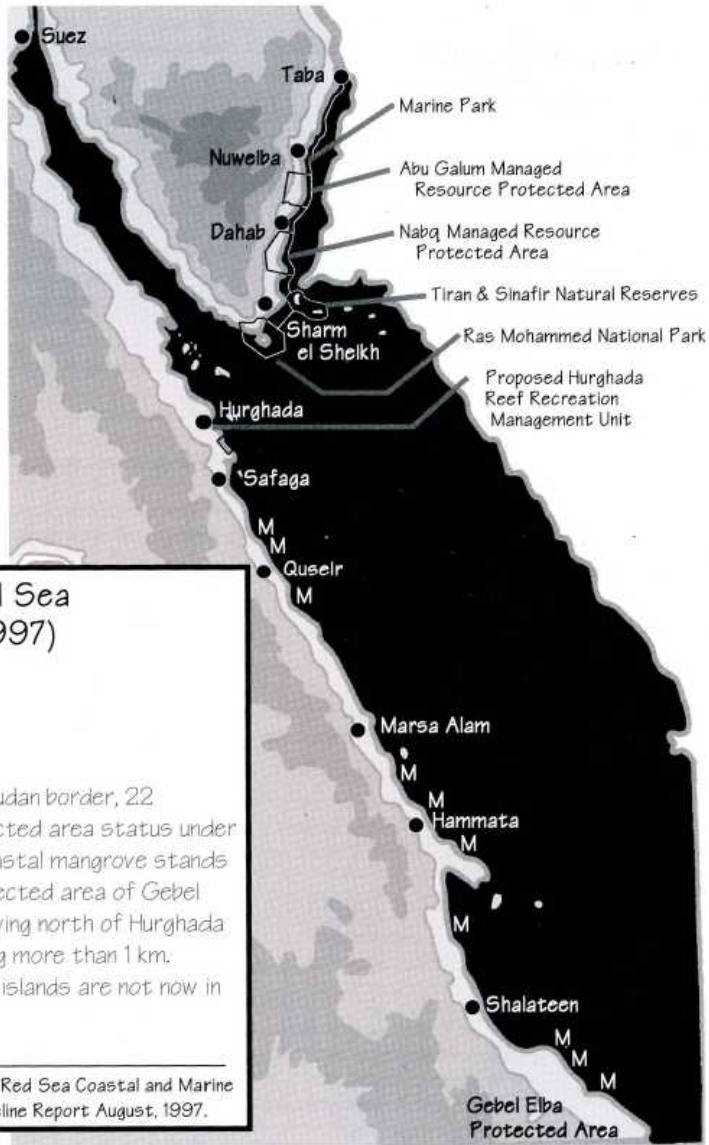 Suez
Taba
Marine Park
Nuweiba
Abu Galum Managed
Resource Protected Area
Dahab
Nabq Managed Resource
Protected Area
Tiran & Sinafir Natural Reserves
Sharm
el Sheikh
Ras Mohammed National Park
Proposed Hurghada
Reef Recreation
Management Unit
Hurghada
Safaga
M
M
Quseir
M
Sea
997)
Marsa Alam
M
M
Hammata
M
udan border, 22
cted area status under
astal mangrove stands
ected area of Gebel
ving north of Hurghada
g more than 1 km.
islands are not now in
M
Shalateen
M
M
M
Red Sea Coastal and Marine
line Report August, 1997.
Gebel Elba
Protected Area